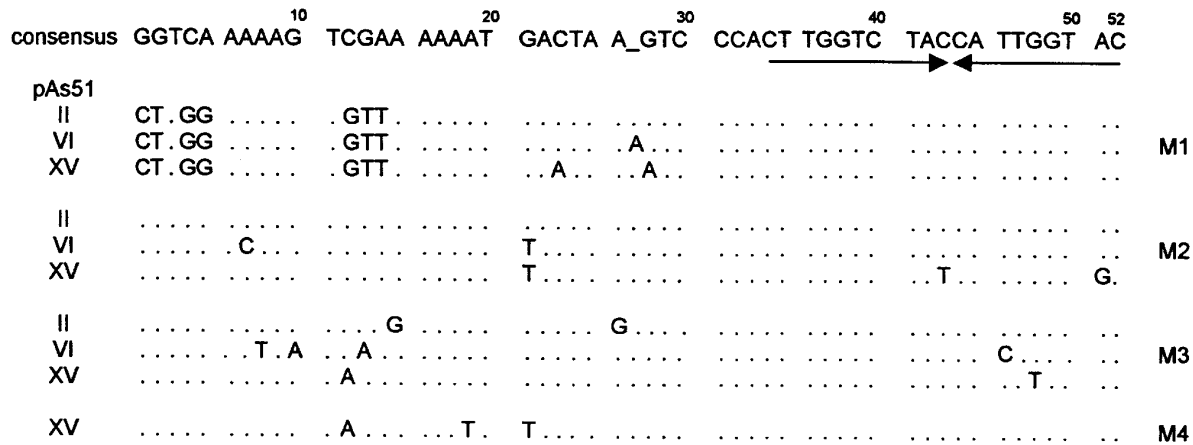 10 20 30 40 50 52
consensus GGTCA AAAAG TCGAA AAAAT GACTA A_GTC CCACT TGGTC TACCA TTGGT AC
pAs51
II CT.GG ..... .GTT. ..... ..... ..... ..... ..... ..... ..... ..
VI CT.GG ..... .GTT. ..... ..... .A... ..... ..... ..... ..... .. M1
XV CT.GG ..... .GTT. ..... ..A.. ..A.. ..... ..... ..... ..... ..
II ..... ..... ..... ..... ..... ..... ..... ..... ..... ..... ..
VI ..... .C... ..... ..... T.... ..... ..... ..... ..... ..... .. M2
XV ..... ..... ..... ..... T.... ..... ..... ..... ..T.. ..... G.
II ..... ..... ....G ..... ..... G.... ..... ..... ..... ..... ..
VI ..... ..T.A ..A.. ..... ..... ..... ..... ..... ..... C.... .. M3
XV ..... ..... .A... ..... ..... ..... ..... ..... ..... ..T.. ..
XV ..... ..... .A... ...T. T.... ..... ..... ..... ..... ..... .. M4